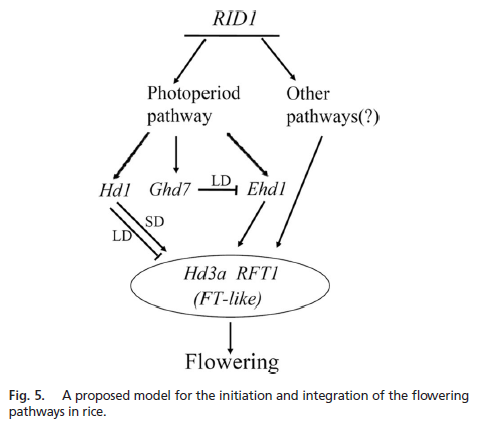 RID1
Photoperiod Other
pathway pathways(?)
Hd1 Ghd7 LD Ehd1
SD
LD
Hd3a RFT1
(FT-like)
Flowering
Fig. 5. A proposed model for the initiation and integration of the flowering
pathways in rice.